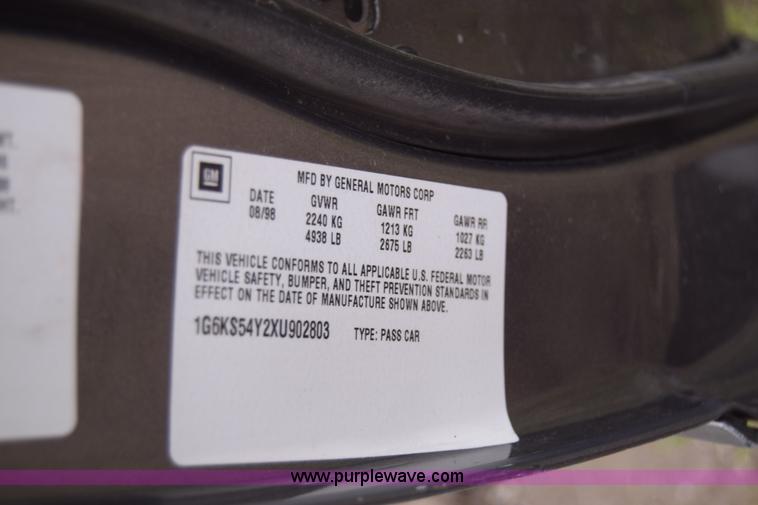 GM
MFD BY GENERAL MOTORS CORP
DATE GVWR GAWR FRT GAWR RR
08/98 2240 KG 1213 KG 1027 KG
4938 LB 2675 LB 2263 LB
THIS VEHICLE CONFORMS TO ALL APPLICABLE U.S. FEDERAL MOTOR
VEHICLE SAFETY, BUMPER, AND THEFT PREVENTION STANDARDS IN
EFFECT ON THE DATE OF MANUFACTURE SHOWN ABOVE.
1G6KS54Y2XU902803 TYPE: PASS CAR
www.purplewave.com